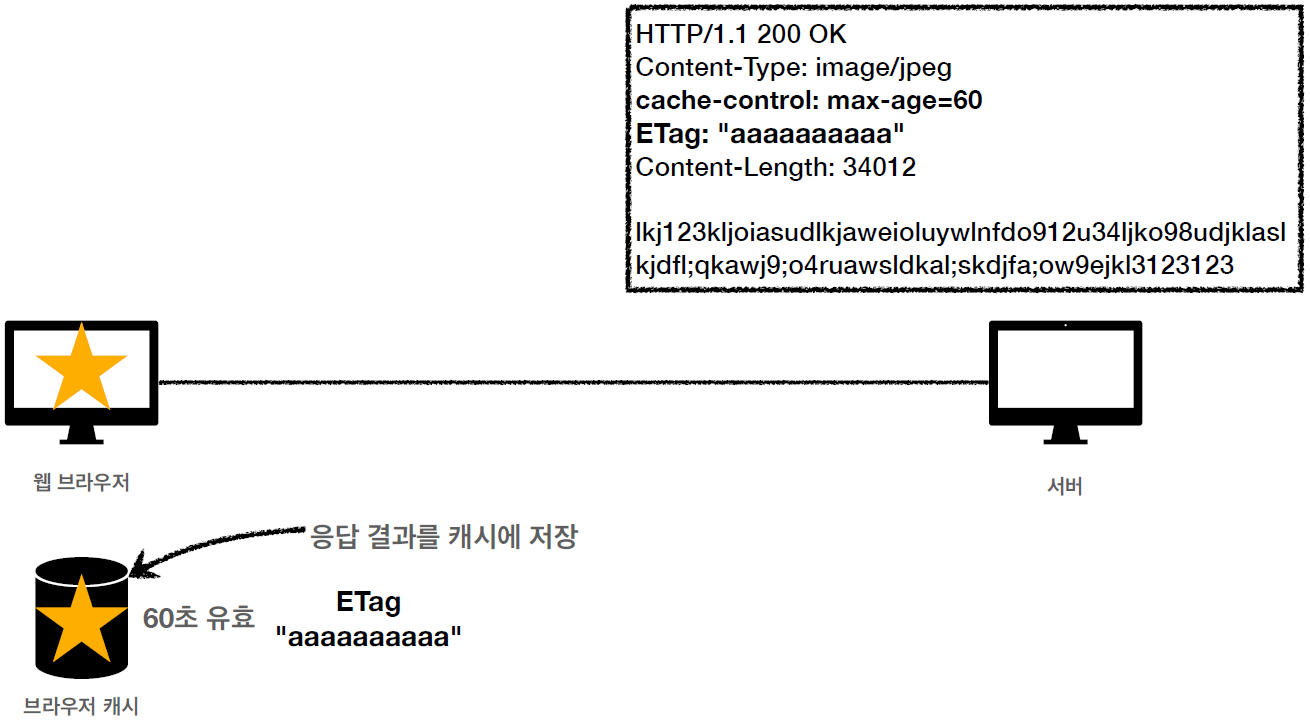 HTTP/1.1 200 OK
Content-Type: image/jpeg
cache-control: max-age=60
ETag: "aaaaaaaaaa"
Content-Length: 34012
lkj123kljoiasudlkjaweioluywlnfdo912u34ljko98udjklasl
kjdfl;qkawj9;o4ruawsldkal;skdjfa;ow9ejkl3123123
웹 브라우저
서버
응답 결과를 캐시에 저장
60초 유효
ETag
"aaaaaaaaaa"
브라우저 캐시